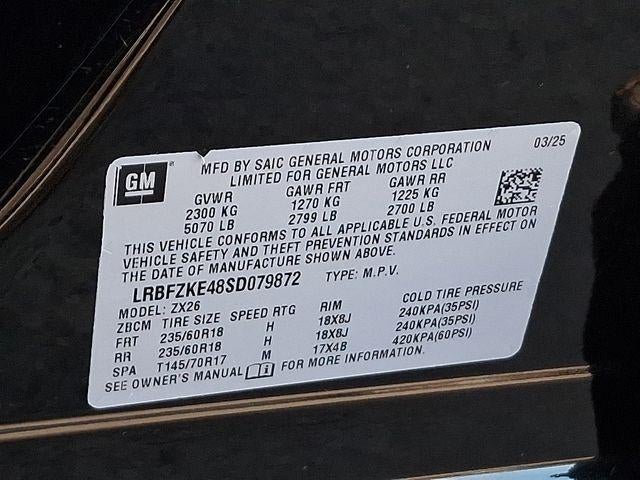 GM
MFD BY SAIC GENERAL MOTORS CORPORATION 03/25
LIMITED FOR GENERAL MOTORS LLC
GVWR GAWR FRT GAWR RR
2300 KG 1270 KG 1225 KG
5070 LB 2799 LB 2700 LB
THIS VEHICLE CONFORMS TO ALL APPLICABLE U.S. FEDERAL MOTOR
VEHICLE SAFETY AND THEFT PREVENTION STANDARDS IN EFFECT ON
THE DATE OF MANUFACTURE SHOWN ABOVE.
LRBFZKE48SD079872 TYPE: M.P.V.
MODEL: ZX26
ZBCM TIRE SIZE SPEED RTG RIM COLD TIRE PRESSURE
FRT 235/60R18 H 18X8J 240KPA(35PSI)
RR 235/60R18 H 18X8J 240KPA(35PSI)
SPA T145/70R17 M 17X4B 420KPA(60PSI)
SEE OWNER'S MANUAL FOR MORE INFORMATION.